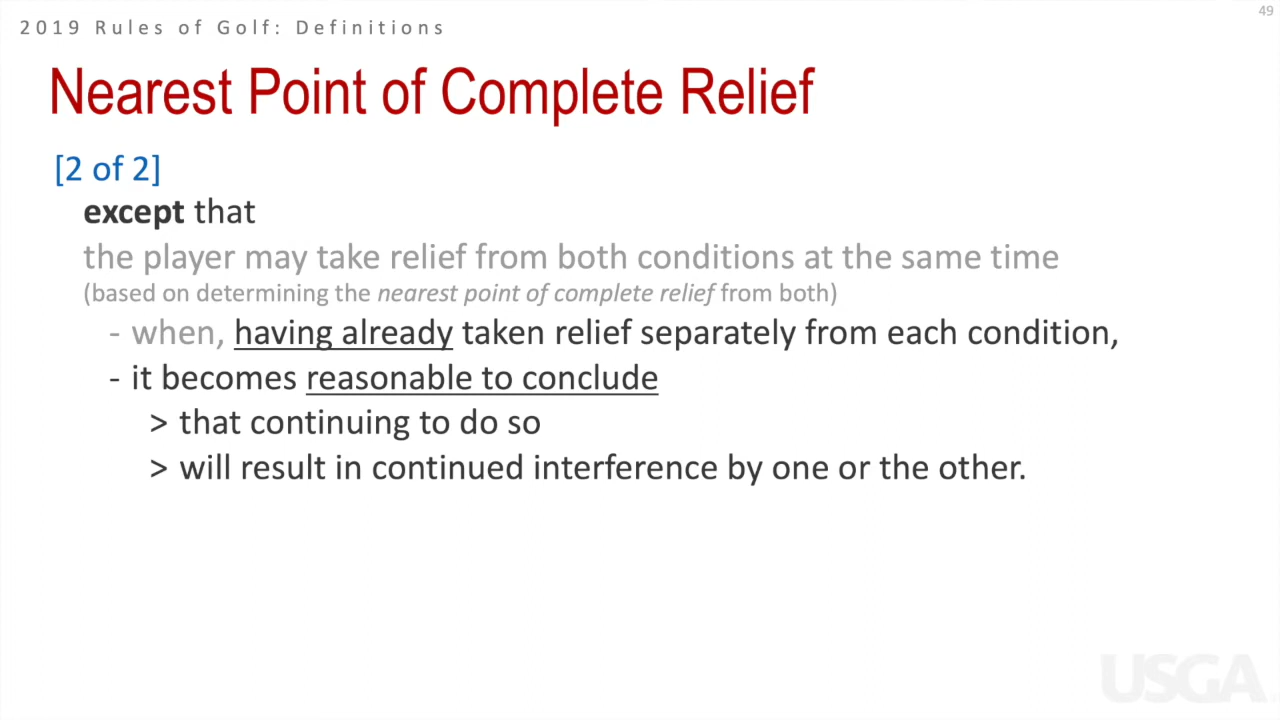 2019 Rules of Golf: Definitions
49
Nearest Point of Complete Relief
[2 of 2]
except that
the player may take relief from both conditions at the same time
(based on determining the nearest point of complete relief from both)
- when, having already taken relief separately from each condition,
- it becomes reasonable to conclude
> that continuing to do so
> will result in continued interference by one or the other.
USGA